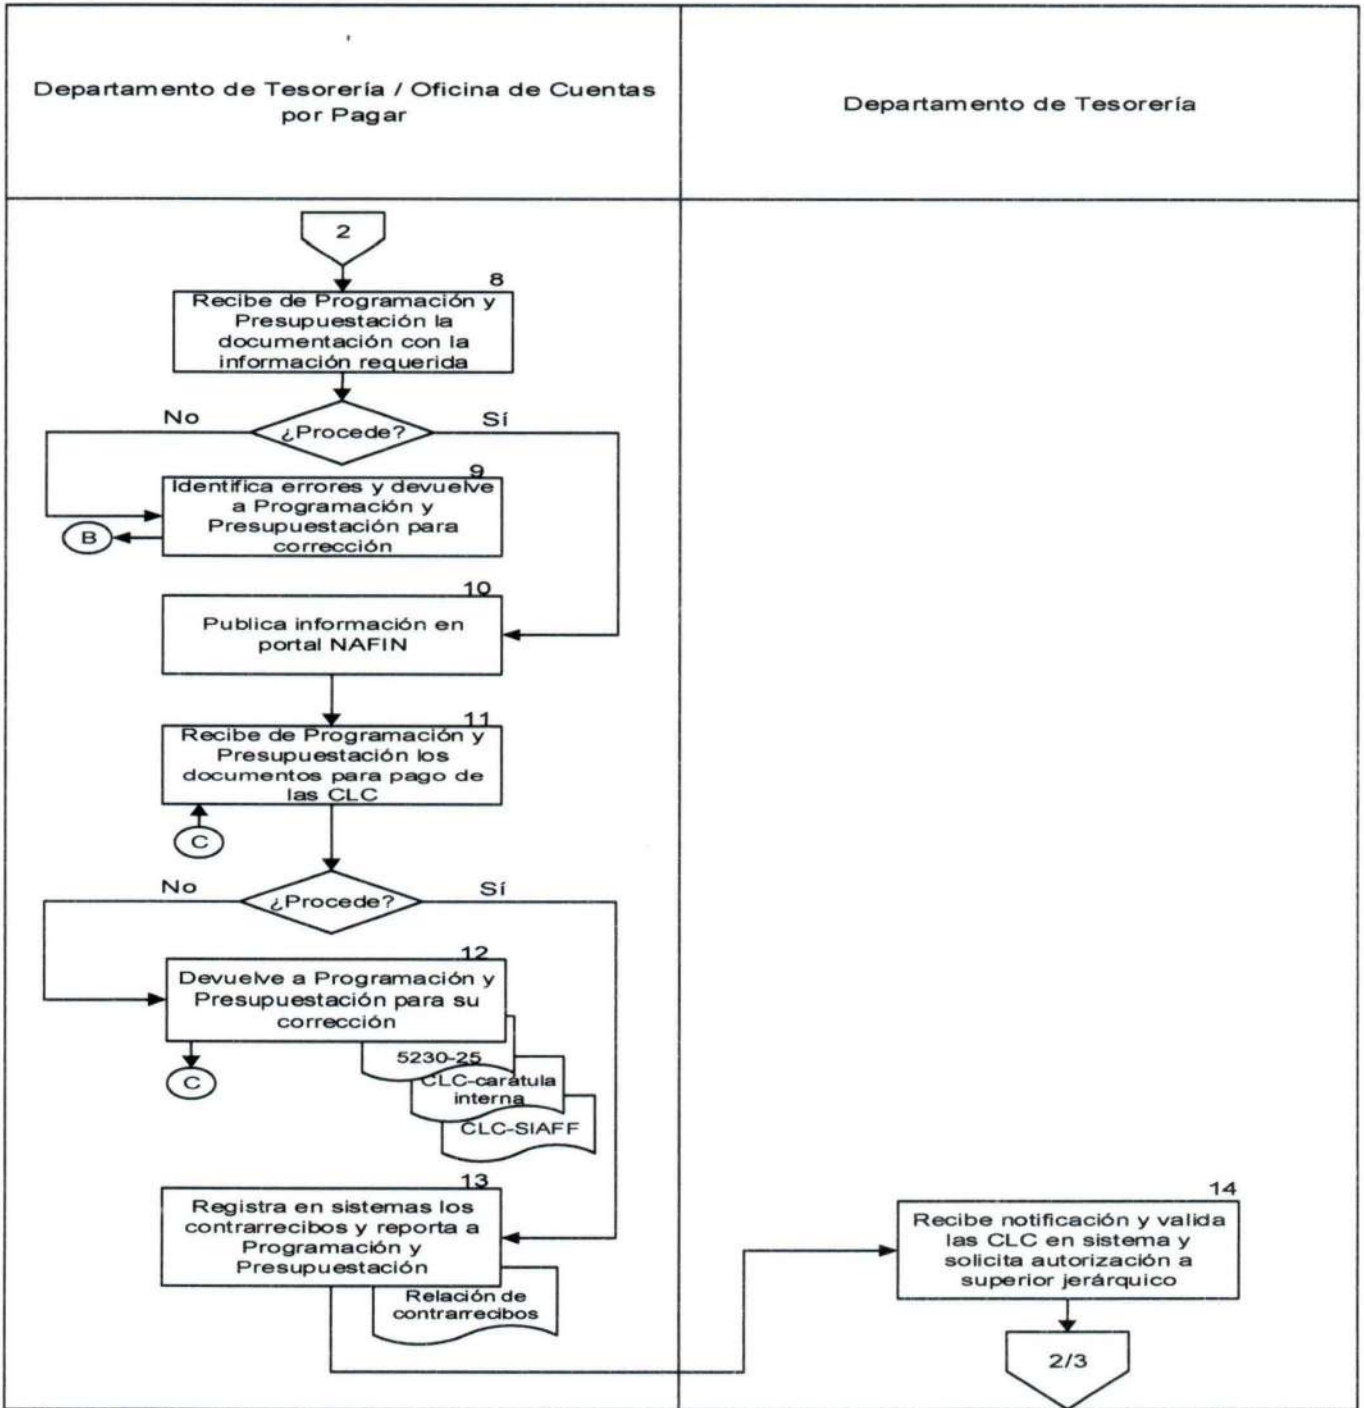 Departamento de Tesorería / Oficina de Cuentas
por Pagar
Departamento de Tesorería
2
8
Recibe de Programación y
Presupuestación la
documentación con la
información requerida
No
¿Procede?
Sí
9
Identifica errores y devuelve
a Programación y
Presupuestación para
corrección
B
10
Publica información en
portal NAFIN
11
Recibe de Programación y
Presupuestación los
documentos para pago de
las CLC
C
No
¿Procede?
Sí
12
Devuelve a Programación y
Presupuestación para su
corrección
5230-25
C
CLC-carátula
interna
CLC-SIAFF
13
Registra en sistemas los
contrarrecibos y reporta a
Programación y
Presupuestación
Relación de
contrarrecibos
14
Recibe notificación y valida
las CLC en sistema y
solicita autorización a
superior jerárquico
2/3